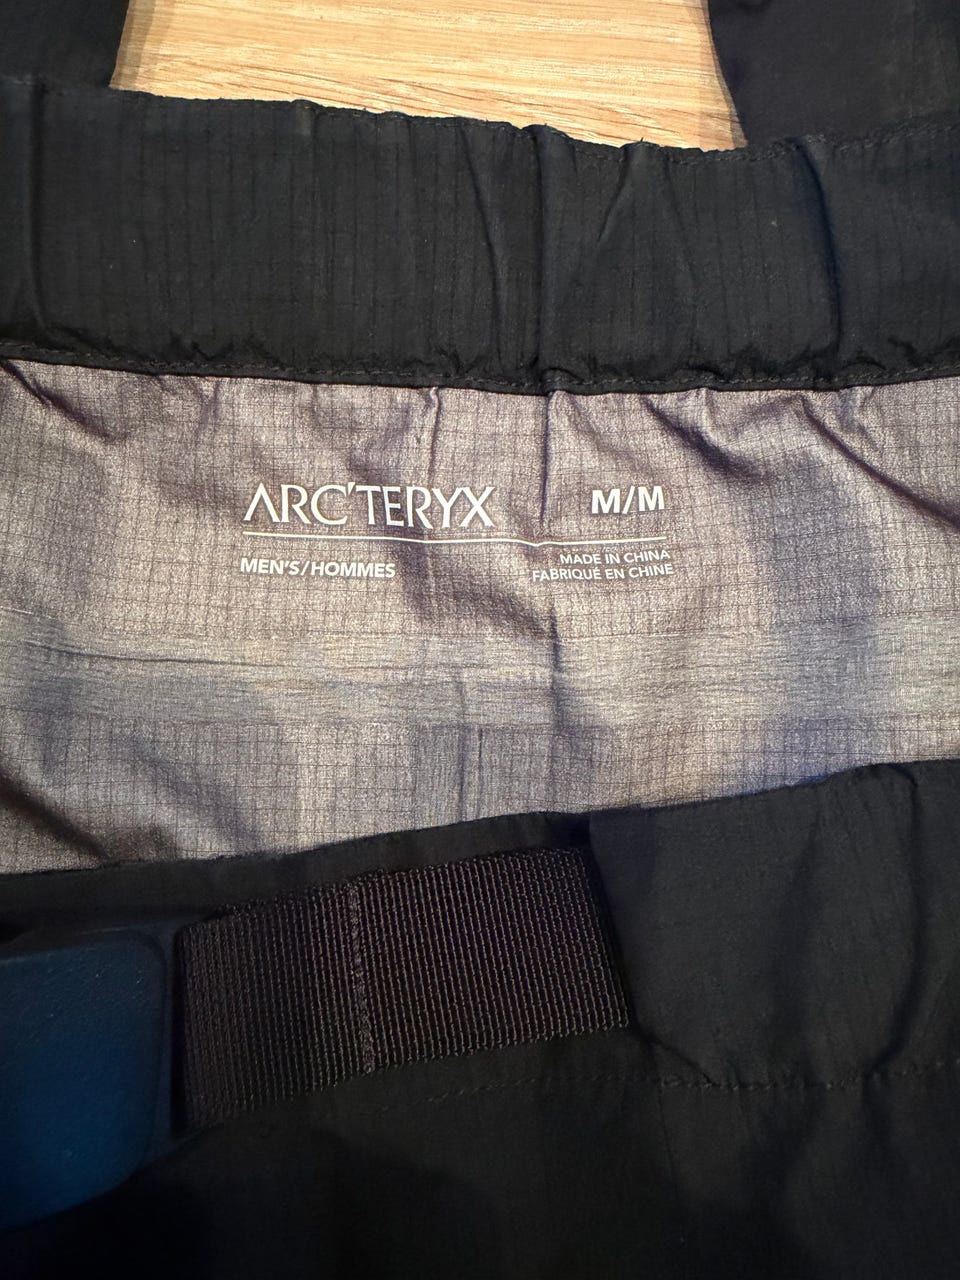 ARC'TERYX M/M
MEN'S/HOMMES MADE IN CHINA
FABRIQUÉ EN CHINE